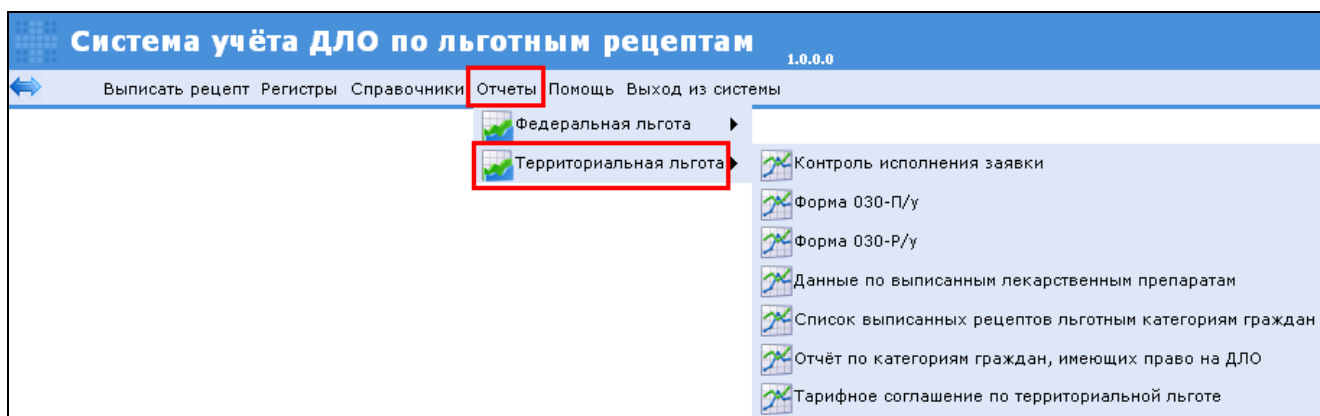 Система учёта ДЛО по льготным рецептам
1.0.0.0
Выписать рецепт Регистры Справочники Отчеты Помощь Выход из системы
Федеральная льгота
Территориальная льгота
Контроль исполнения заявки
Форма 030-П/у
Форма 030-Р/у
Данные по выписанным лекарственным препаратам
Список выписанных рецептов льготным категориям граждан
Отчёт по категориям граждан, имеющих право на ДЛО
Тарифное соглашение по территориальной льготе